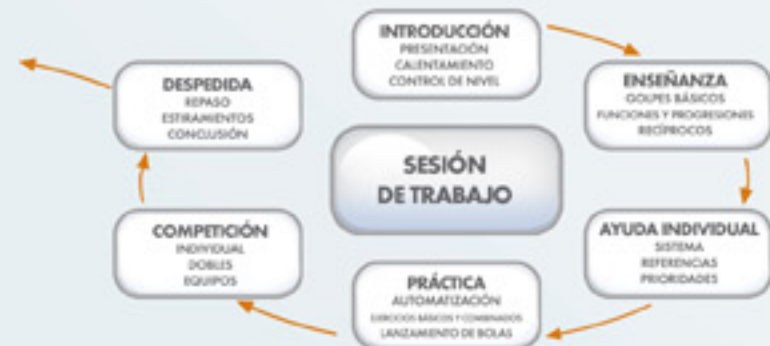 INTRODUCCIÓN
PRESENTACIÓN
CALENTAMIENTO
CONTROL DE NIVEL
ENSEÑANZA
GOLPES BÁSICOS
FUNCIONES Y PROGRESIONES
RECÍPROCOS
AYUDA INDIVIDUAL
SISTEMA
REFERENCIAS
PRIORIDADES
PRÁCTICA
AUTOMATIZACIÓN
EJERCICIOS BÁSICOS Y COMBINADOS
LANZAMIENTO DE BOLAS
COMPETICIÓN
INDIVIDUAL
DOBLES
EQUIPOS
DESPEDIDA
REPASO
ESTIRAMIENTOS
CONCLUSIÓN
SESIÓN
DE TRABAJO